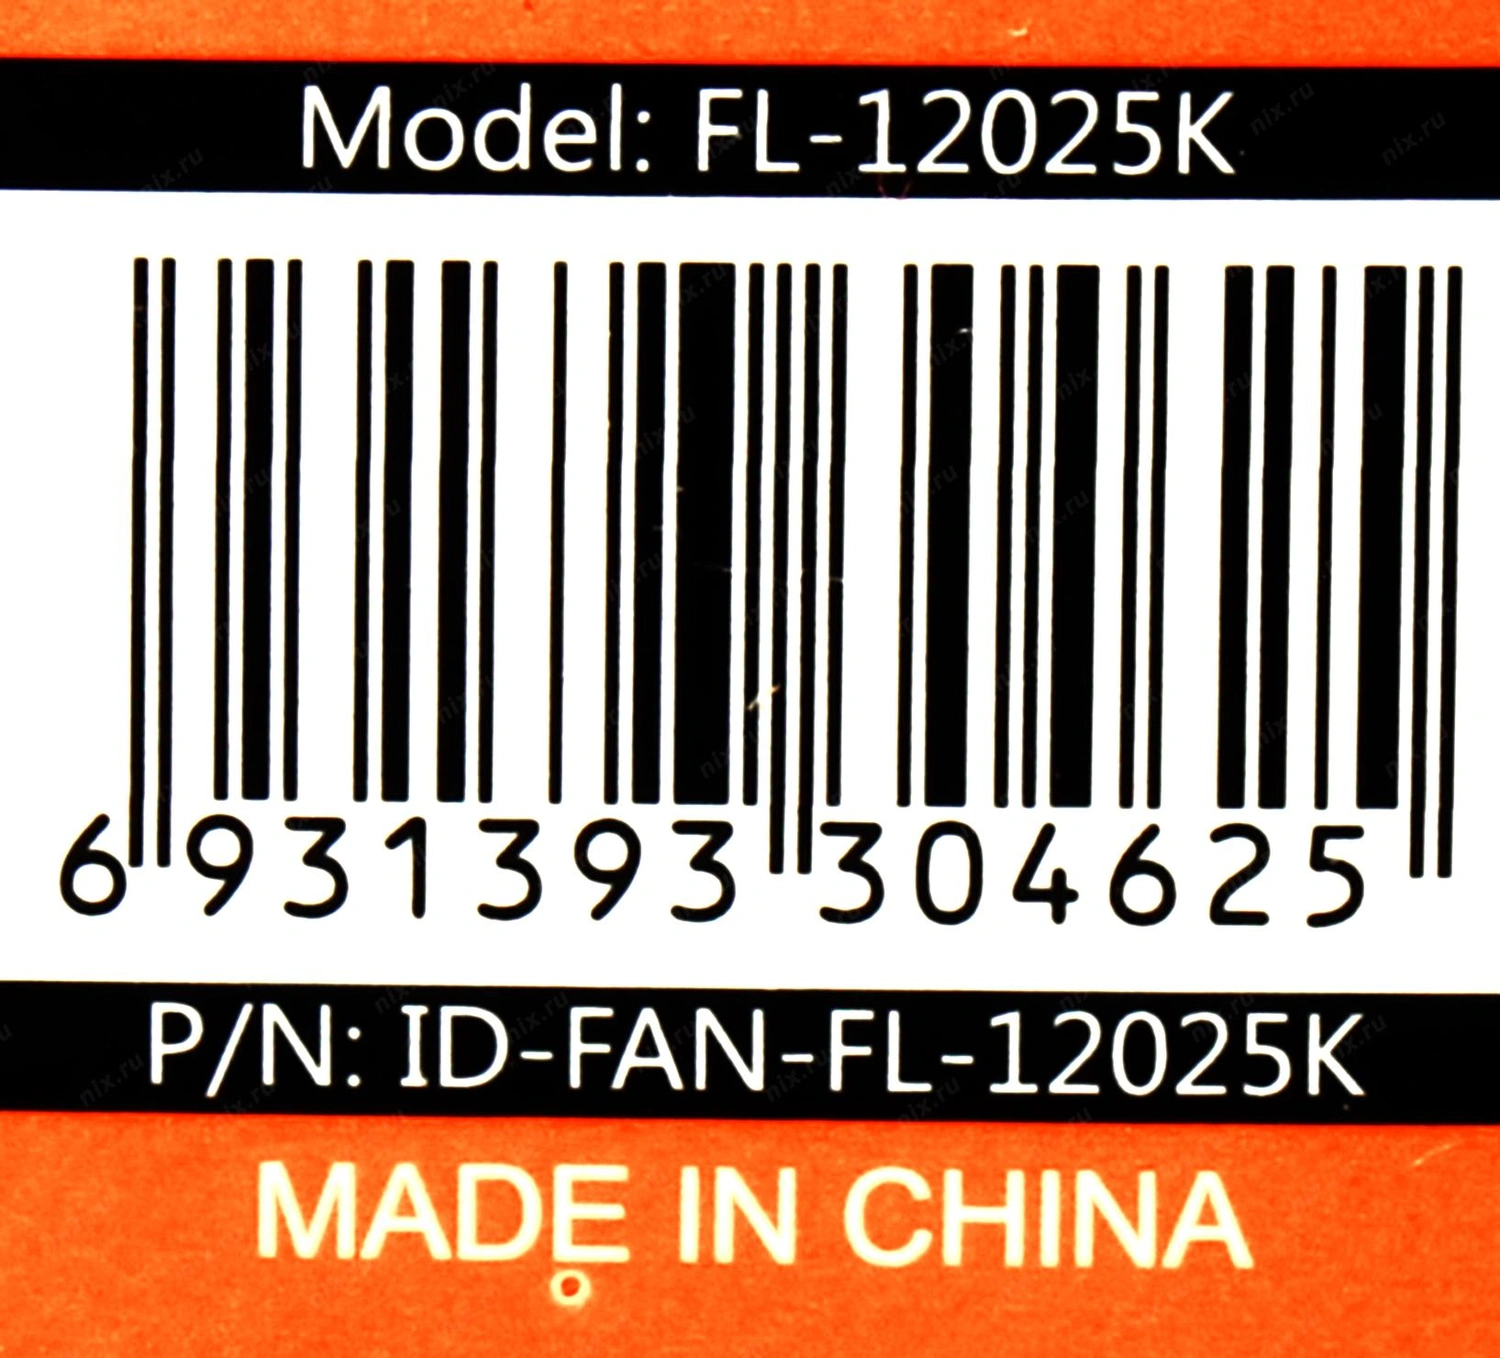 Model: FL-12025K
6 931393 304625
P/N: ID-FAN-FL-12025K
MADE IN CHINA